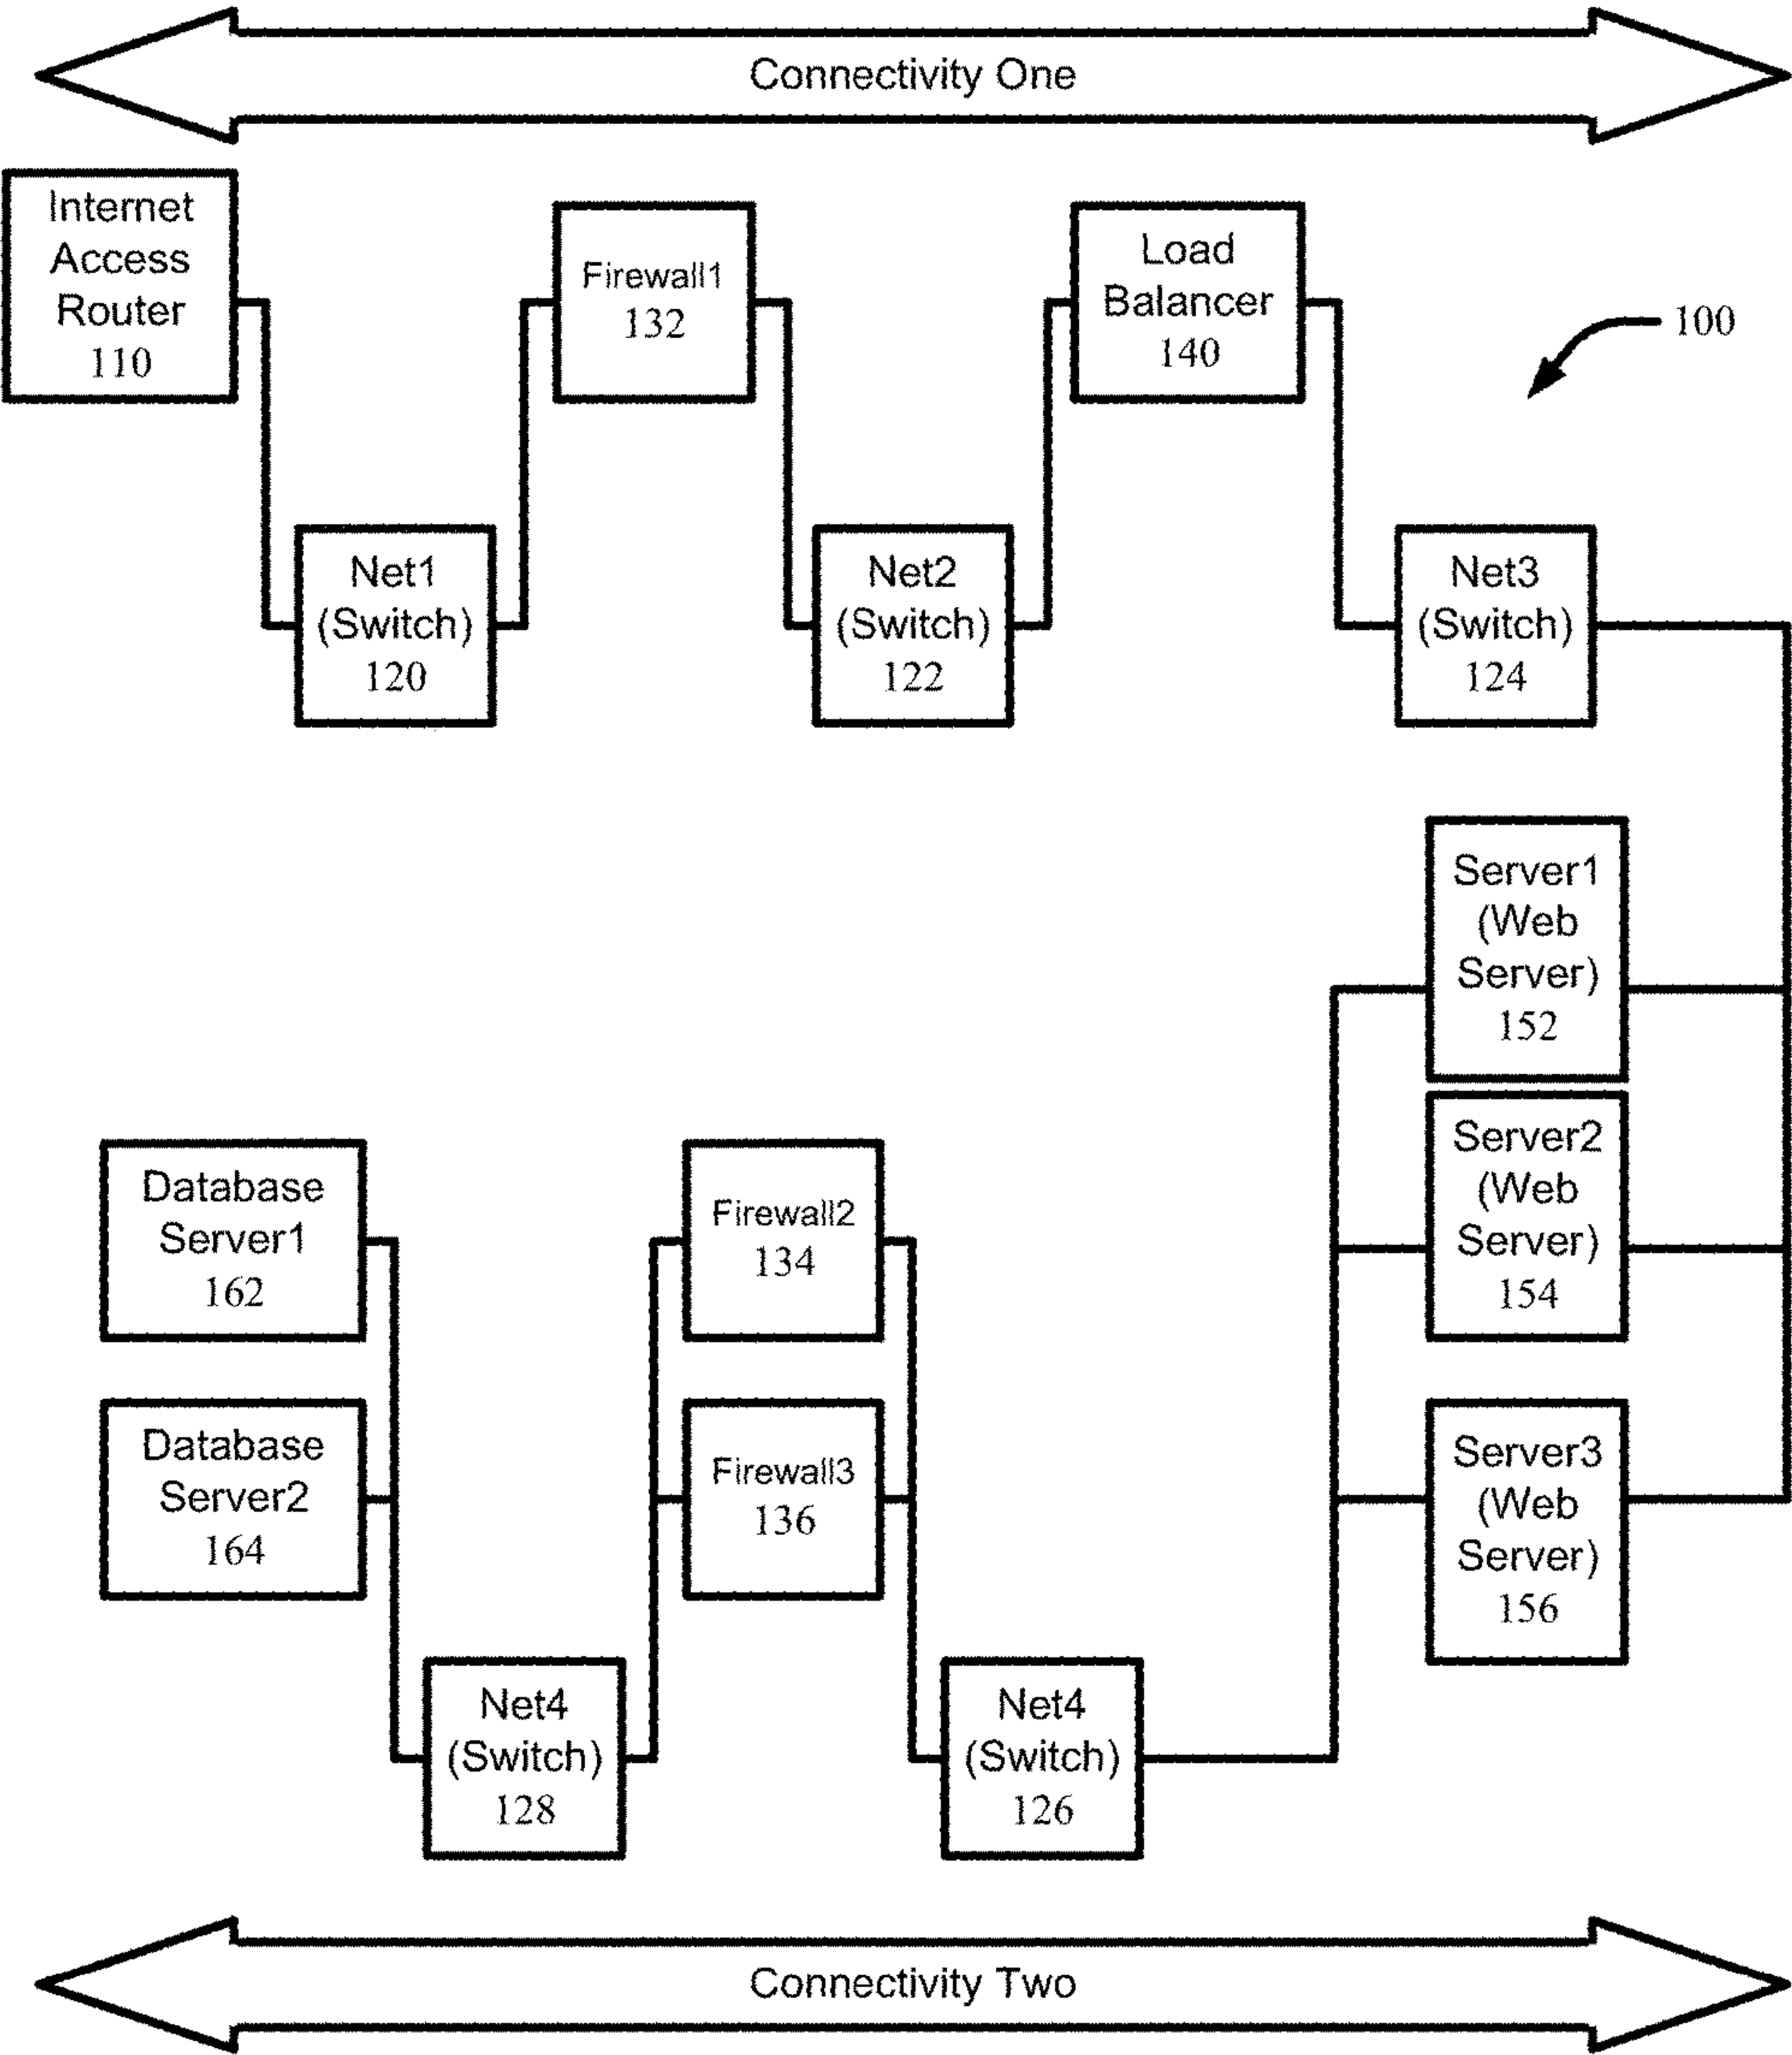 Connectivity One
Internet
Access
Router
110
Firewall1
132
Load
Balancer
140
100
Net1
(Switch)
120
Net2
(Switch)
122
Net3
(Switch)
124
Server1
(Web
Server)
152
Server2
(Web
Server)
154
Server3
(Web
Server)
156
Database
Server1
162
Firewall2
134
Database
Server2
164
Firewall3
136
Net4
(Switch)
128
Net4
(Switch)
126
Connectivity Two